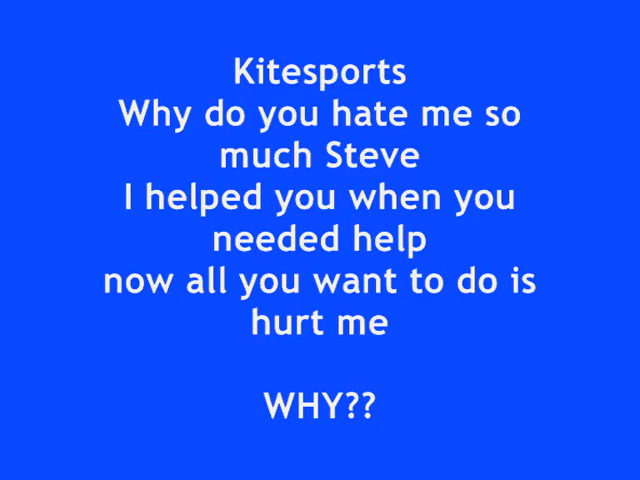 Kitesports
Why do you hate me so
much Steve
I helped you when you
needed help
now all you want to do is
hurt me
WHY??